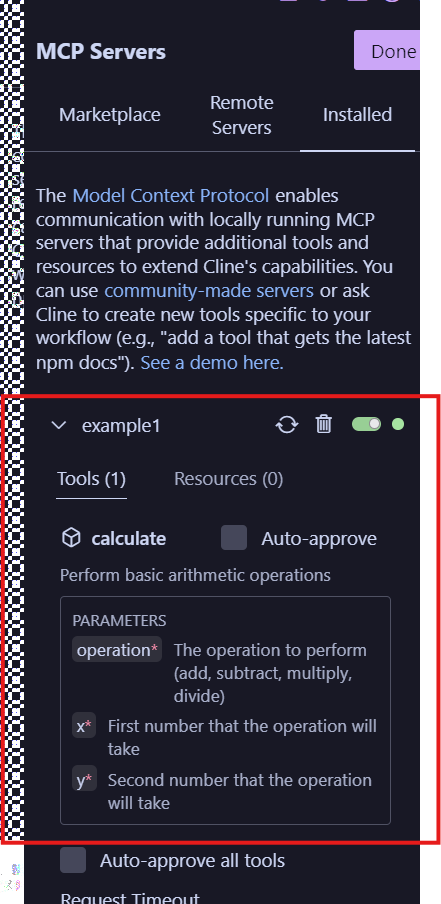 MCP Servers
Done
Marketplace
Remote
Servers
Installed
The Model Context Protocol enables
communication with locally running MCP
servers that provide additional tools and
resources to extend Cline's capabilities. You
can use community-made servers or ask
Cline to create new tools specific to your
workflow (e.g., "add a tool that gets the latest
npm docs"). See a demo here.
example1
Tools (1)
Resources (0)
calculate
Auto-approve
Perform basic arithmetic operations
PARAMETERS
operation* The operation to perform
(add, subtract, multiply,
divide)
x* First number that the operation will
take
y* Second number that the operation
will take
Auto-approve all tools
Request Timeout